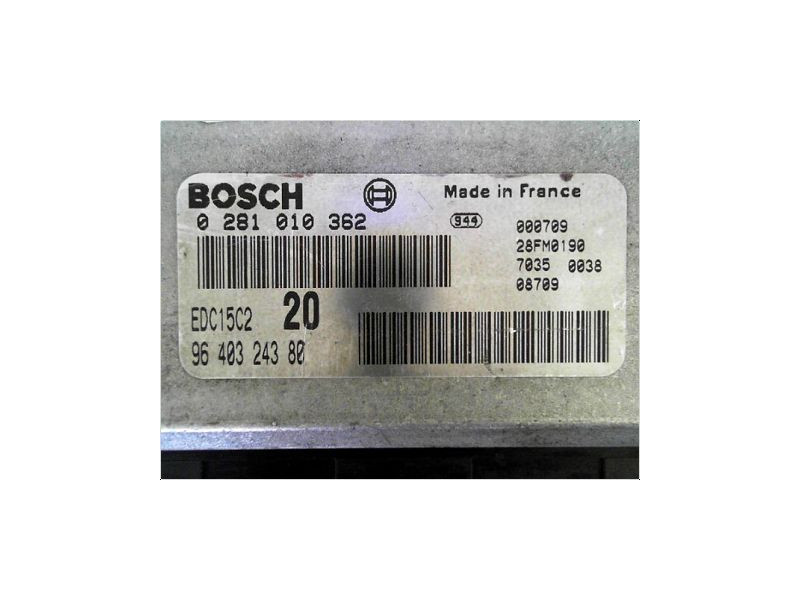 BOSCH Made in France
0 281 010 362 944 000709
28FM0190
7035 0038
08709
EDC15C2 20
96 403 243 80